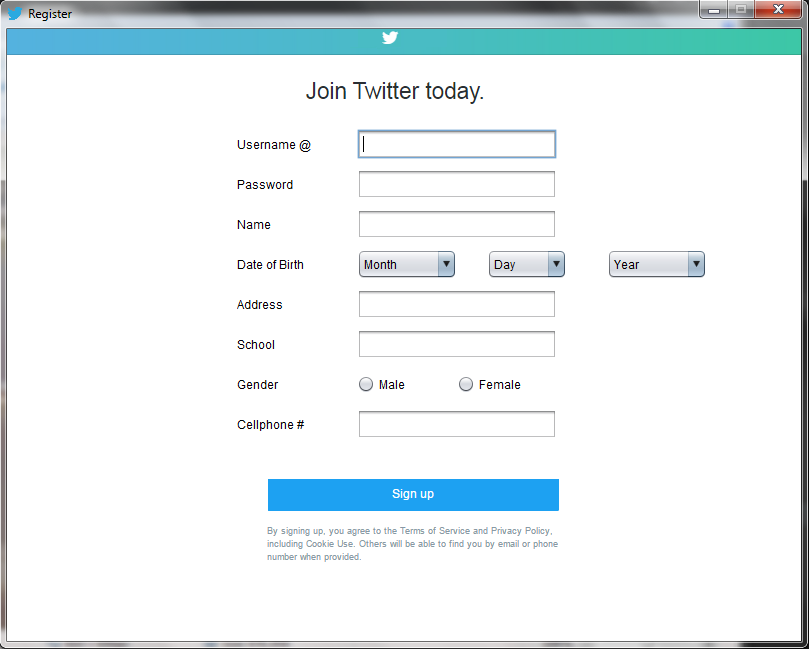 Register
Join Twitter today.
Username @
Password
Name
Date of Birth Month Day Year
Address
School
Gender Male Female
Cellphone #
Sign up
By signing up, you agree to the Terms of Service and Privacy Policy,
including Cookie Use. Others will be able to find you by email or phone
number when provided.